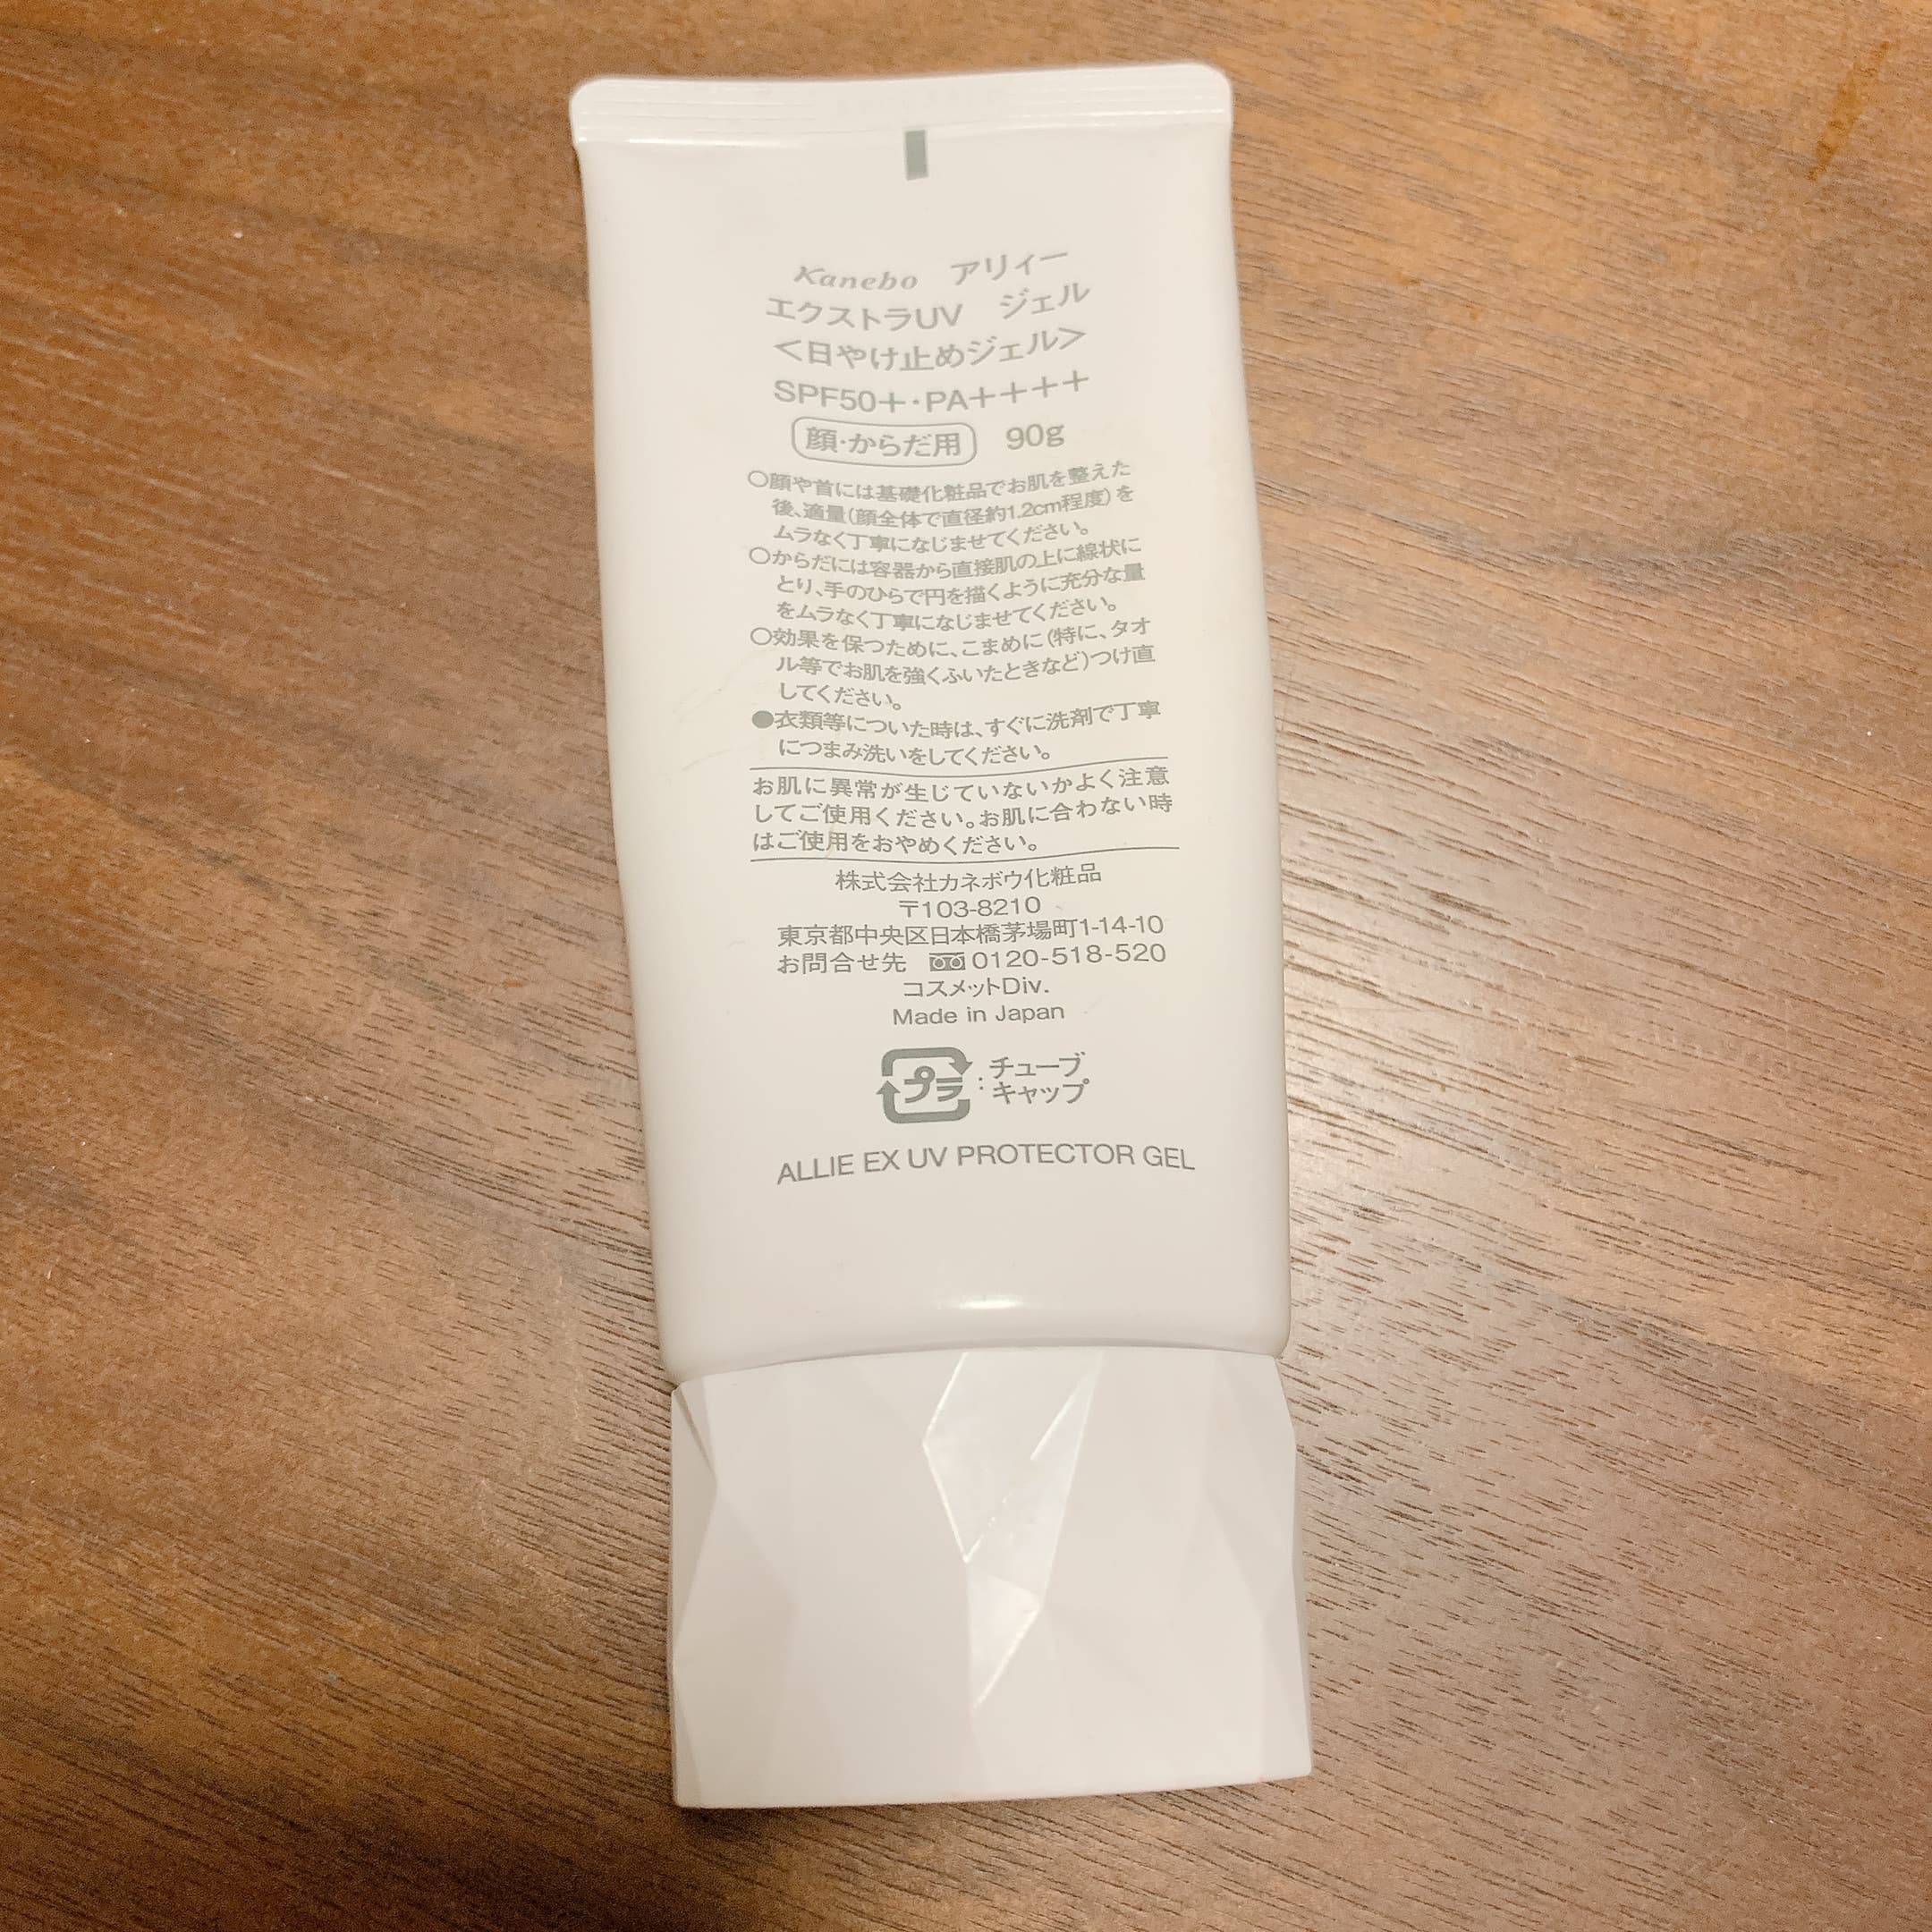 Kanebo アリィー
エクストラUV ジェル
＜日やけ止めジェル＞
SPF50+・PA++++
顔・からだ用 90g
○顔や首には基礎化粧品でお肌を整えた
後、適量(顔全体で直径約1.2cm程度)を
ムラなく丁寧になじませてください。
○からだには容器から直接肌の上に線状に
とり、手のひらで円を描くように充分な量
をムラなく丁寧になじませてください。
○効果を保つために、こまめに(特に、タオ
ル等でお肌を強くふいたときなど)つけ直
してください。
●衣類等についた時は、すぐに洗剤で丁寧
につまみ洗いをしてください。
お肌に異常が生じていないかよく注意
してご使用ください。お肌に合わない時
はご使用をおやめください。
株式会社カネボウ化粧品
〒103-8210
東京都中央区日本橋茅場町1-14-10
お問合せ先 0120-518-520
コスメットDiv.
Made in Japan
プラ : チューブ
キャップ
ALLIE EX UV PROTECTOR GEL